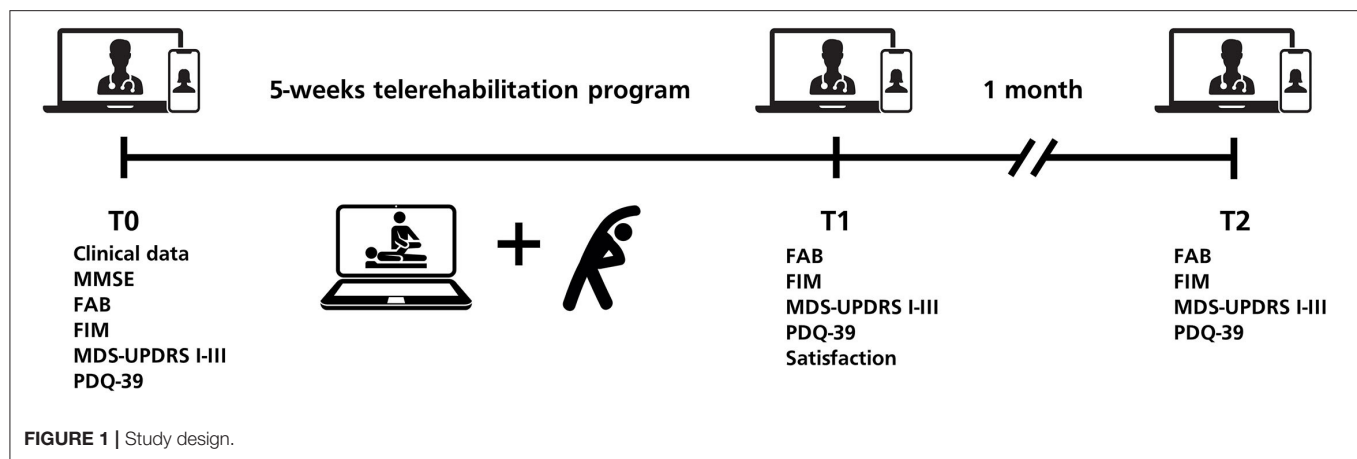 5-weeks telerehabilitation program
1 month
T0
Clinical data
MMSE
FAB
FIM
MDS-UPDRS I-III
PDQ-39
T1
FAB
FIM
MDS-UPDRS I-III
PDQ-39
Satisfaction
T2
FAB
FIM
MDS-UPDRS I-III
PDQ-39
FIGURE 1 | Study design.